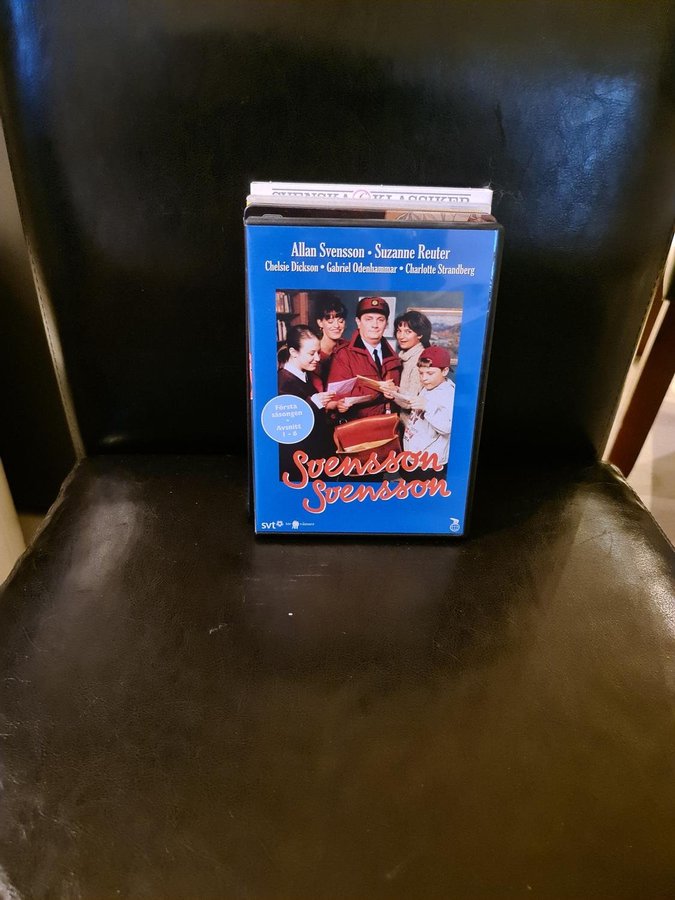 SVENSKA KLASSIKER
Allan Svensson • Suzanne Reuter
Chelsie Dickson • Gabriel Odenhammar • Charlotte Strandberg
Första
säsongen
•
Avsnitt
1 – 6
Svensson
Svensson
svt